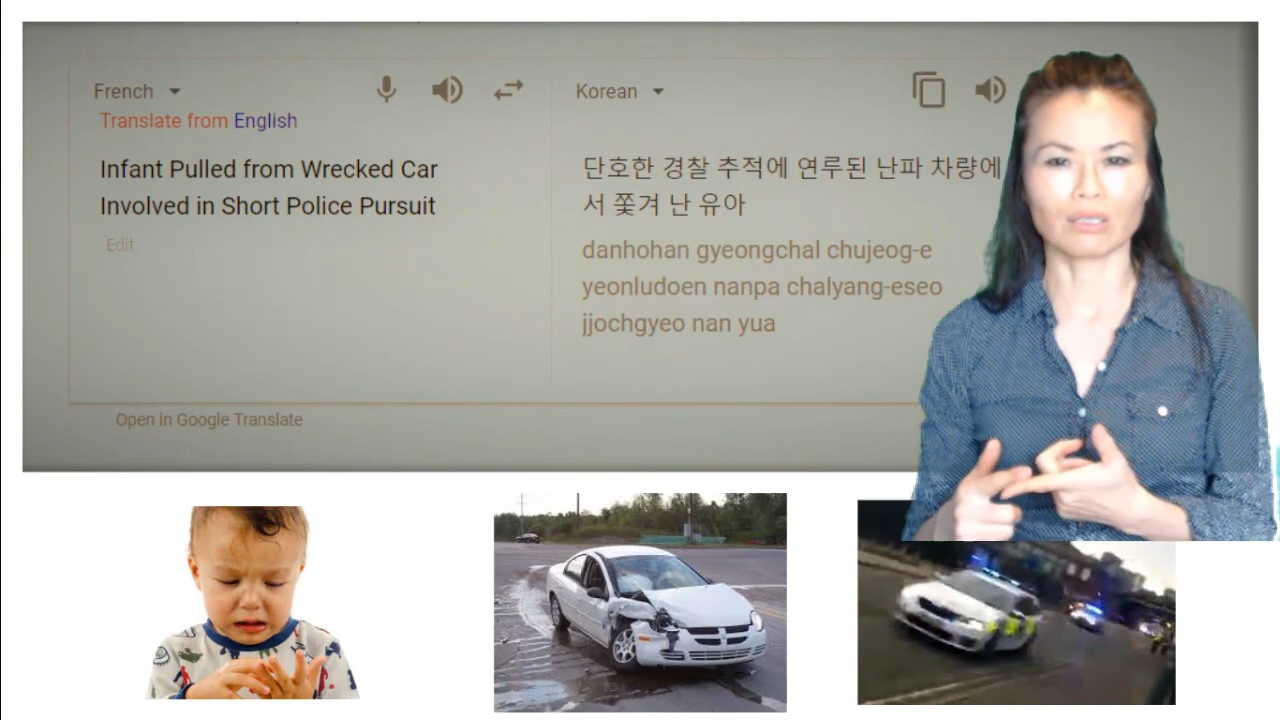 French
Translate from English
Infant Pulled from Wrecked Car
Involved in Short Police Pursuit
Edit
Korean
단호한 경찰 추적에 연루된 난파 차량에
서 쫓겨 난 유아
danhohan gyeongchal chujeog-e
yeonludoen nanpa chalyang-eseo
jjochgyeo nan yua
Open in Google Translate